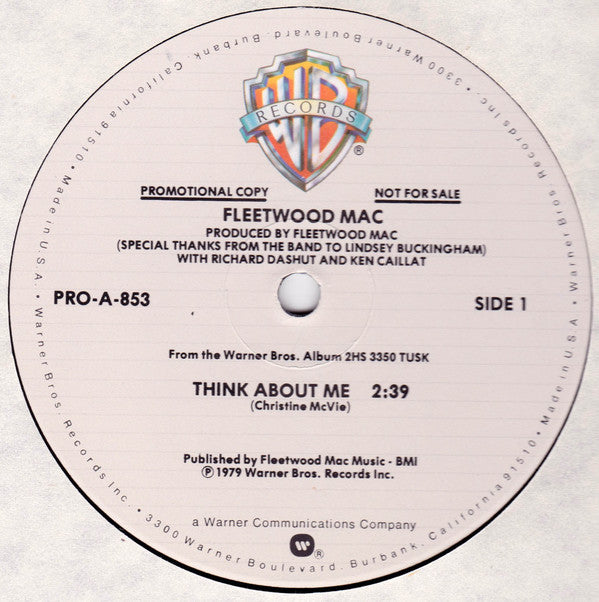 WB
RECORDS
®
PROMOTIONAL COPY NOT FOR SALE
FLEETWOOD MAC
PRODUCED BY FLEETWOOD MAC
(SPECIAL THANKS FROM THE BAND TO LINDSEY BUCKINGHAM)
WITH RICHARD DASHUT AND KEN CAILLAT
PRO-A-853 SIDE 1
From the Warner Bros. Album 2HS 3350 TUSK
THINK ABOUT ME 2:39
(Christine McVie)
Published by Fleetwood Mac Music - BMI
℗ 1979 Warner Bros. Records Inc.
a Warner Communications Company
W ®
Warner Bros. Records Inc. • 3300 Warner Boulevard, Burbank, California 91510 • Made in U.S.A. • Warner Bros. Records Inc. • 3300 Warner Boulevard, Burbank, California 91510 • Made in U.S.A. •